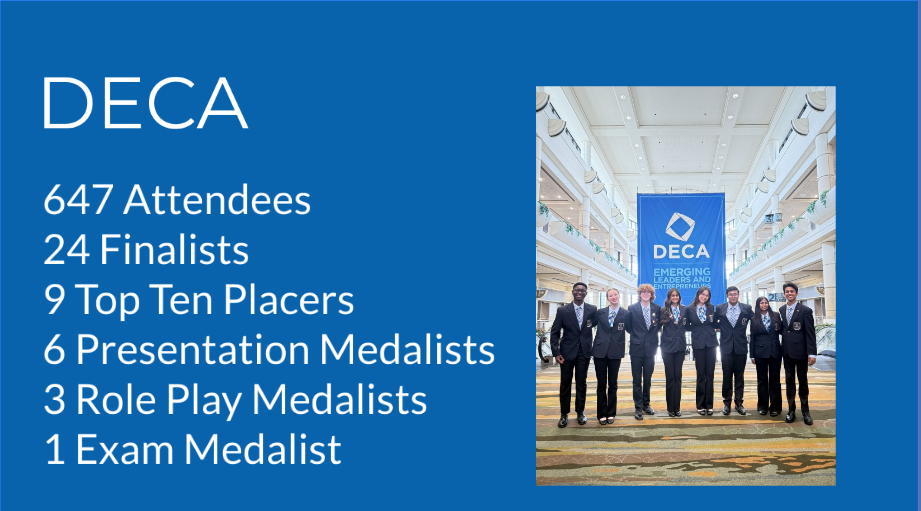 DECA
647 Attendees
24 Finalists
9 Top Ten Placers
6 Presentation Medalists
3 Role Play Medalists
1 Exam Medalist
DECA
EMERGING
LEADERS AND
ENTREPRENEURS